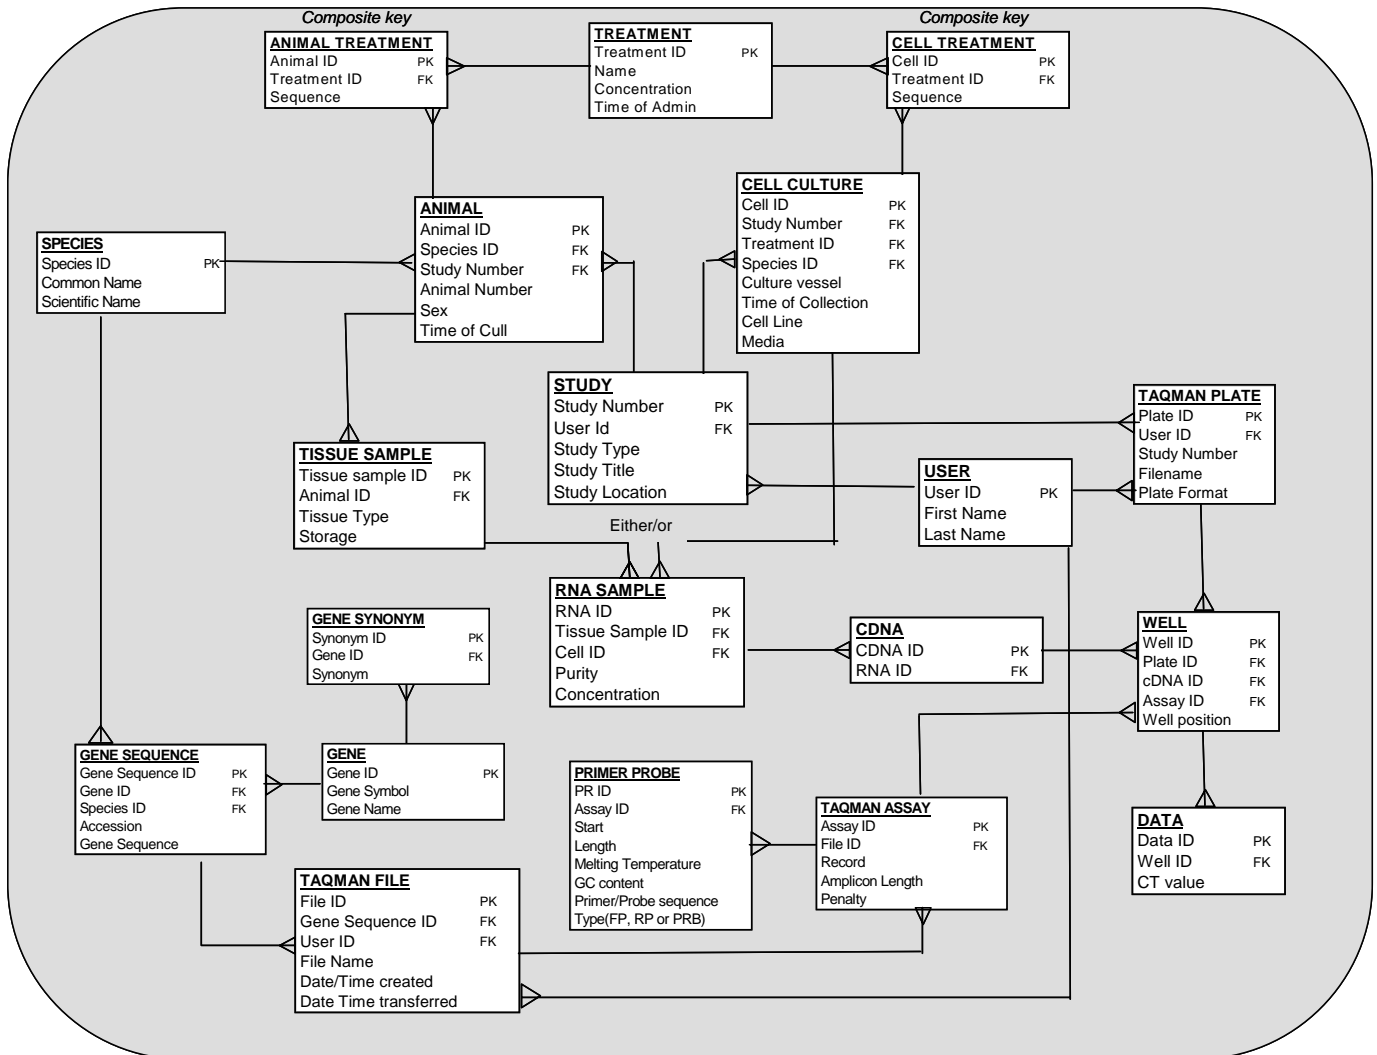 Composite key
Composite key
ANIMAL TREATMENT
Animal ID PK
Treatment ID FK
Sequence
TREATMENT
Treatment ID PK
Name
Concentration
Time of Admin
CELL TREATMENT
Cell ID PK
Treatment ID FK
Sequence
SPECIES
Species ID PK
Common Name
Scientific Name
ANIMAL
Animal ID PK
Species ID FK
Study Number FK
Animal Number
Sex
Time of Cull
CELL CULTURE
Cell ID PK
Study Number FK
Treatment ID FK
Species ID FK
Culture vessel
Time of Collection
Cell Line
Media
STUDY
Study Number PK
User Id FK
Study Type
Study Title
Study Location
TAQMAN PLATE
Plate ID PK
User ID FK
Study Number
Filename
Plate Format
TISSUE SAMPLE
Tissue sample ID PK
Animal ID FK
Tissue Type
Storage
USER
User ID PK
First Name
Last Name
Either/or
RNA SAMPLE
RNA ID PK
Tissue Sample ID FK
Cell ID FK
Purity
Concentration
GENE SYNONYM
Synonym ID PK
Gene ID FK
Synonym
CDNA
CDNA ID PK
RNA ID FK
WELL
Well ID PK
Plate ID FK
cDNA ID FK
Assay ID FK
Well position
GENE SEQUENCE
Gene Sequence ID PK
Gene ID FK
Species ID FK
Accession
Gene Sequence
GENE
Gene ID PK
Gene Symbol
Gene Name
PRIMER PROBE
PR ID PK
Assay ID FK
Start
Length
Melting Temperature
GC content
Primer/Probe sequence
Type(FP, RP or PRB)
TAQMAN ASSAY
Assay ID PK
File ID FK
Record
Amplicon Length
Penalty
DATA
Data ID PK
Well ID FK
CT value
TAQMAN FILE
File ID PK
Gene Sequence ID FK
User ID FK
File Name
Date/Time created
Date Time transferred